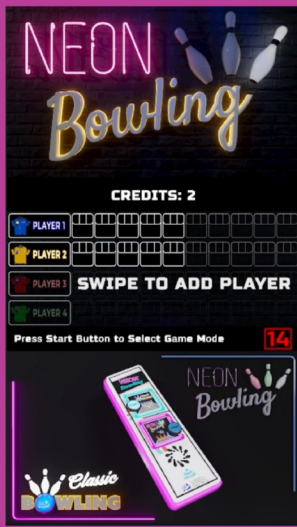 NEON
Bowling
CREDITS: 2
PLAYER 1
PLAYER 2
PLAYER 3
SWIPE TO ADD PLAYER
PLAYER 4
Press Start Button to Select Game Mode
14
NEON
Bowling
Classic
BOWLING